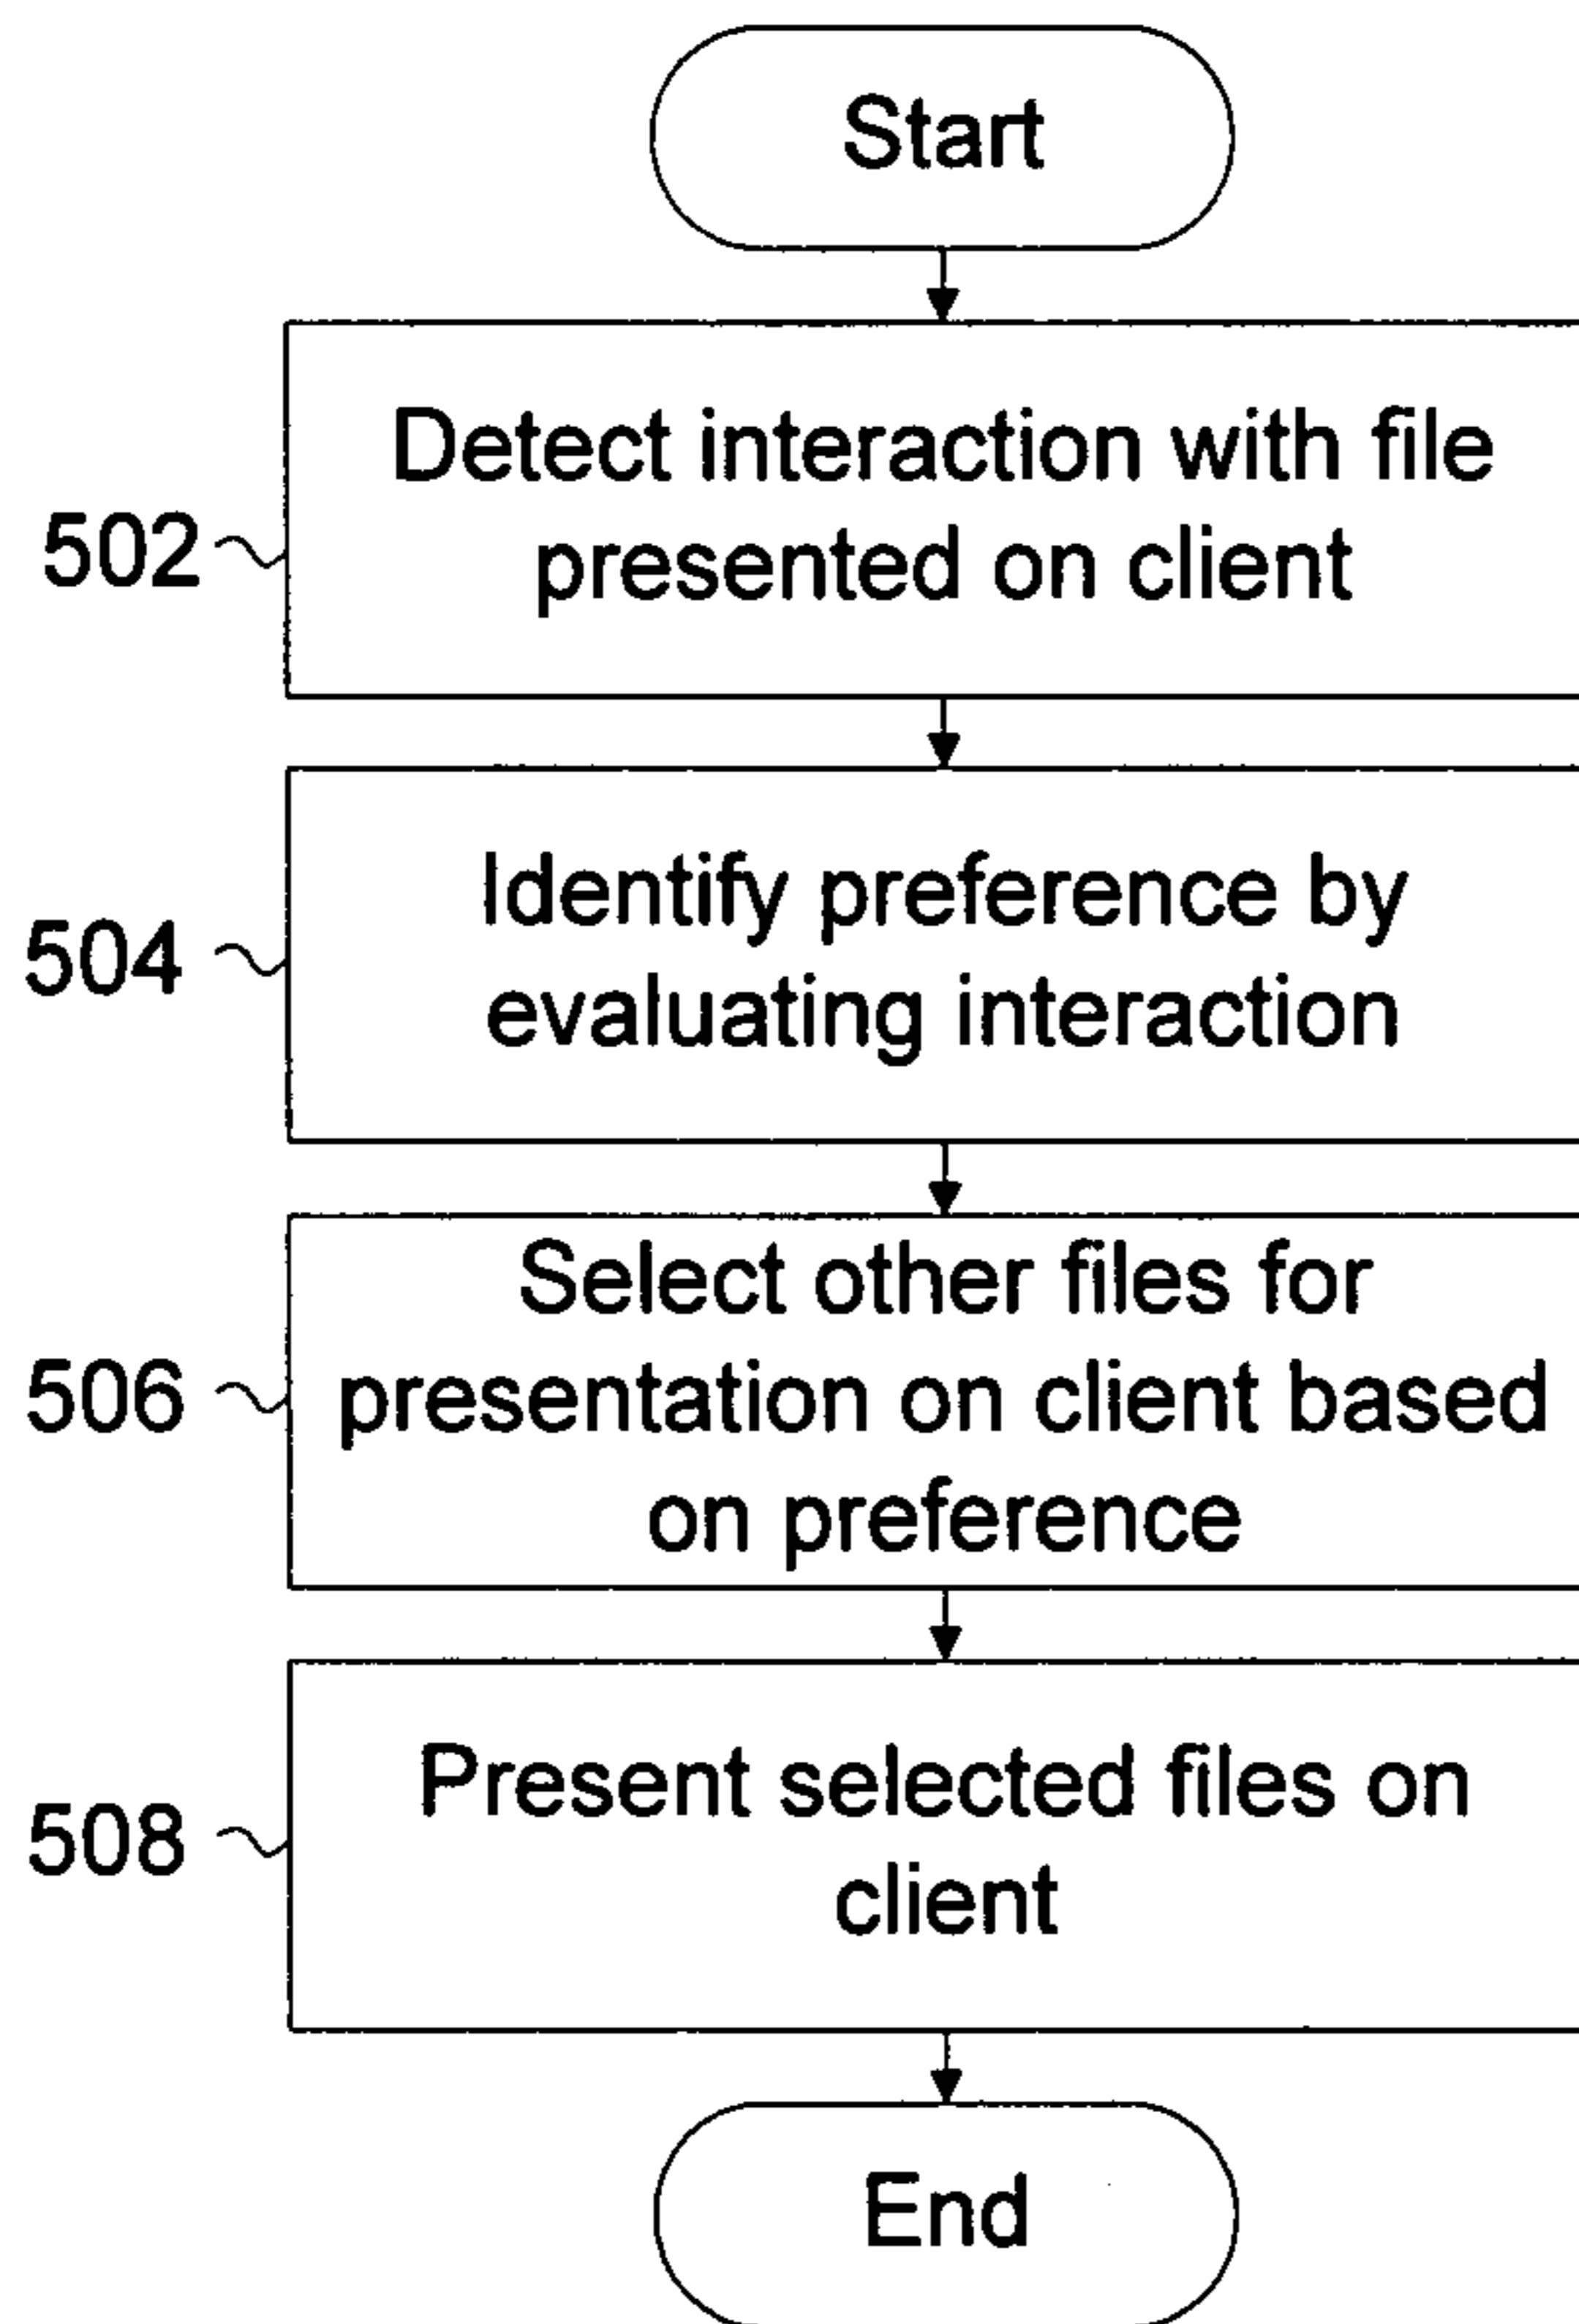 Start
Detect interaction with file
presented on client
502
Identify preference by
evaluating interaction
504
Select other files for
presentation on client based
on preference
506
Present selected files on
client
508
End